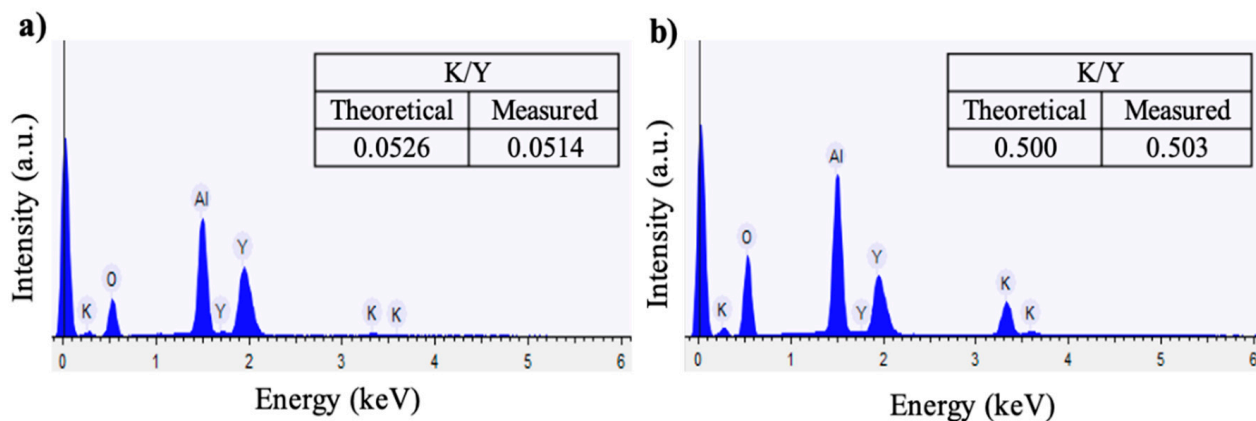 a)
K/Y
Theoretical Measured
0.0526 0.0514
Intensity (a.u.)
K
O
Al
Y
Y
K
K
0 1 2 3 4 5 6
Energy (keV)
b)
K/Y
Theoretical Measured
0.500 0.503
Intensity (a.u.)
K
O
Al
Y
Y
K
K
0 1 2 3 4 5 6
Energy (keV)